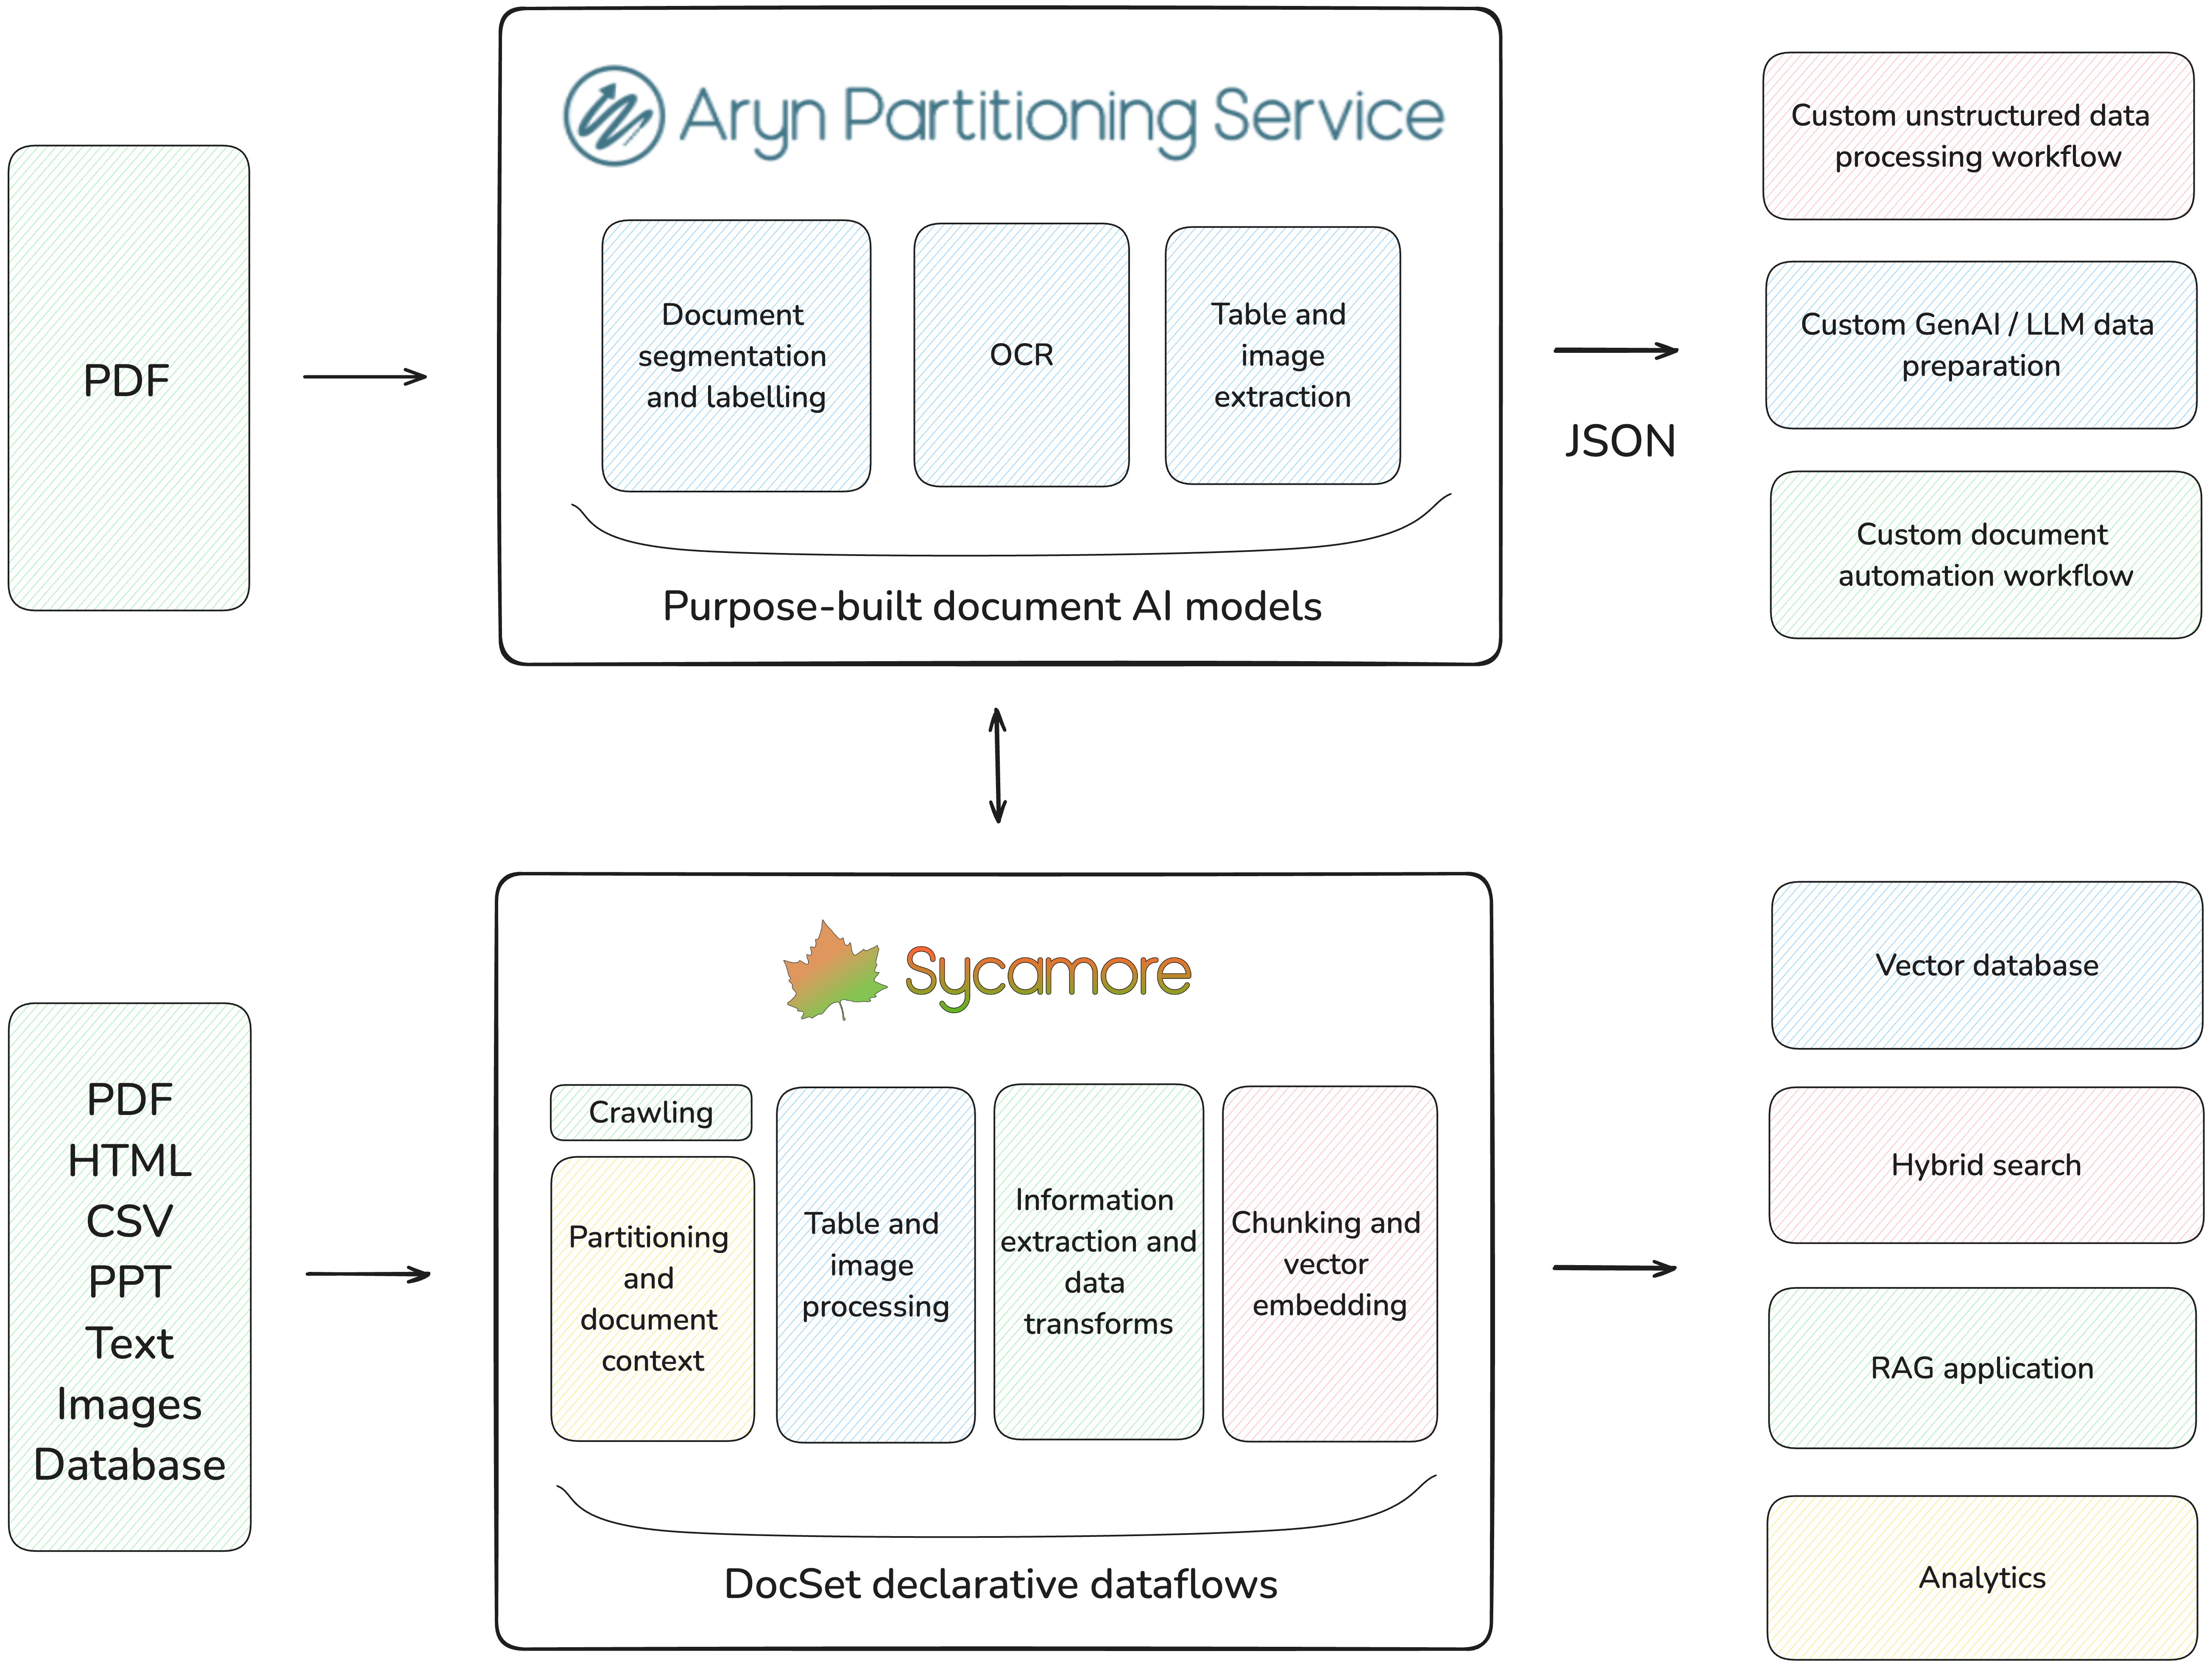 PDF
Aryn Partitioning Service
Document
segmentation
and labelling
OCR
Table and
image
extraction
Purpose-built document AI models
JSON
Custom unstructured data
processing workflow
Custom GenAI / LLM data
preparation
Custom document
automation workflow
PDF
HTML
CSV
PPT
Text
Images
Database
Sycamore
Crawling
Partitioning
and
document
context
Table and
image
processing
Information
extraction and
data
transforms
Chunking and
vector
embedding
DocSet declarative dataflows
Vector database
Hybrid search
RAG application
Analytics